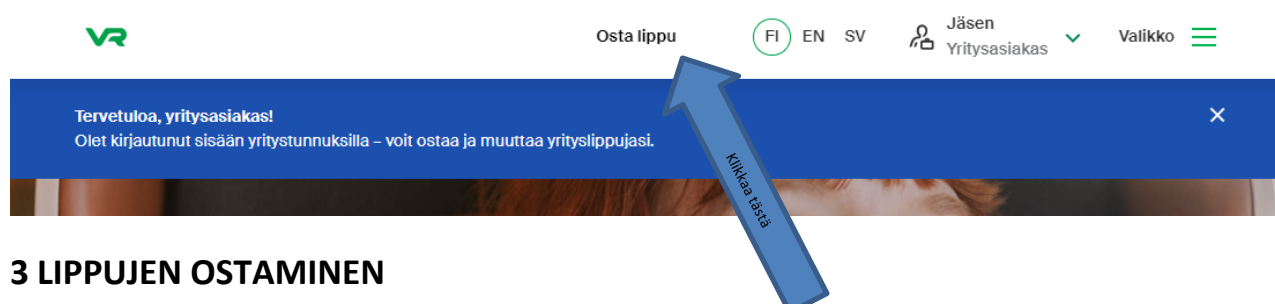 VR
Osta lippu
FI EN SV
Jäsen
Yritysasiakas
Valikko
Tervetuloa, yritysasiakas!
Olet kirjautunut sisään yritystunnuksilla – voit ostaa ja muuttaa yrityslippujasi.
Klikkaa tästä
3 LIPPUJEN OSTAMINEN